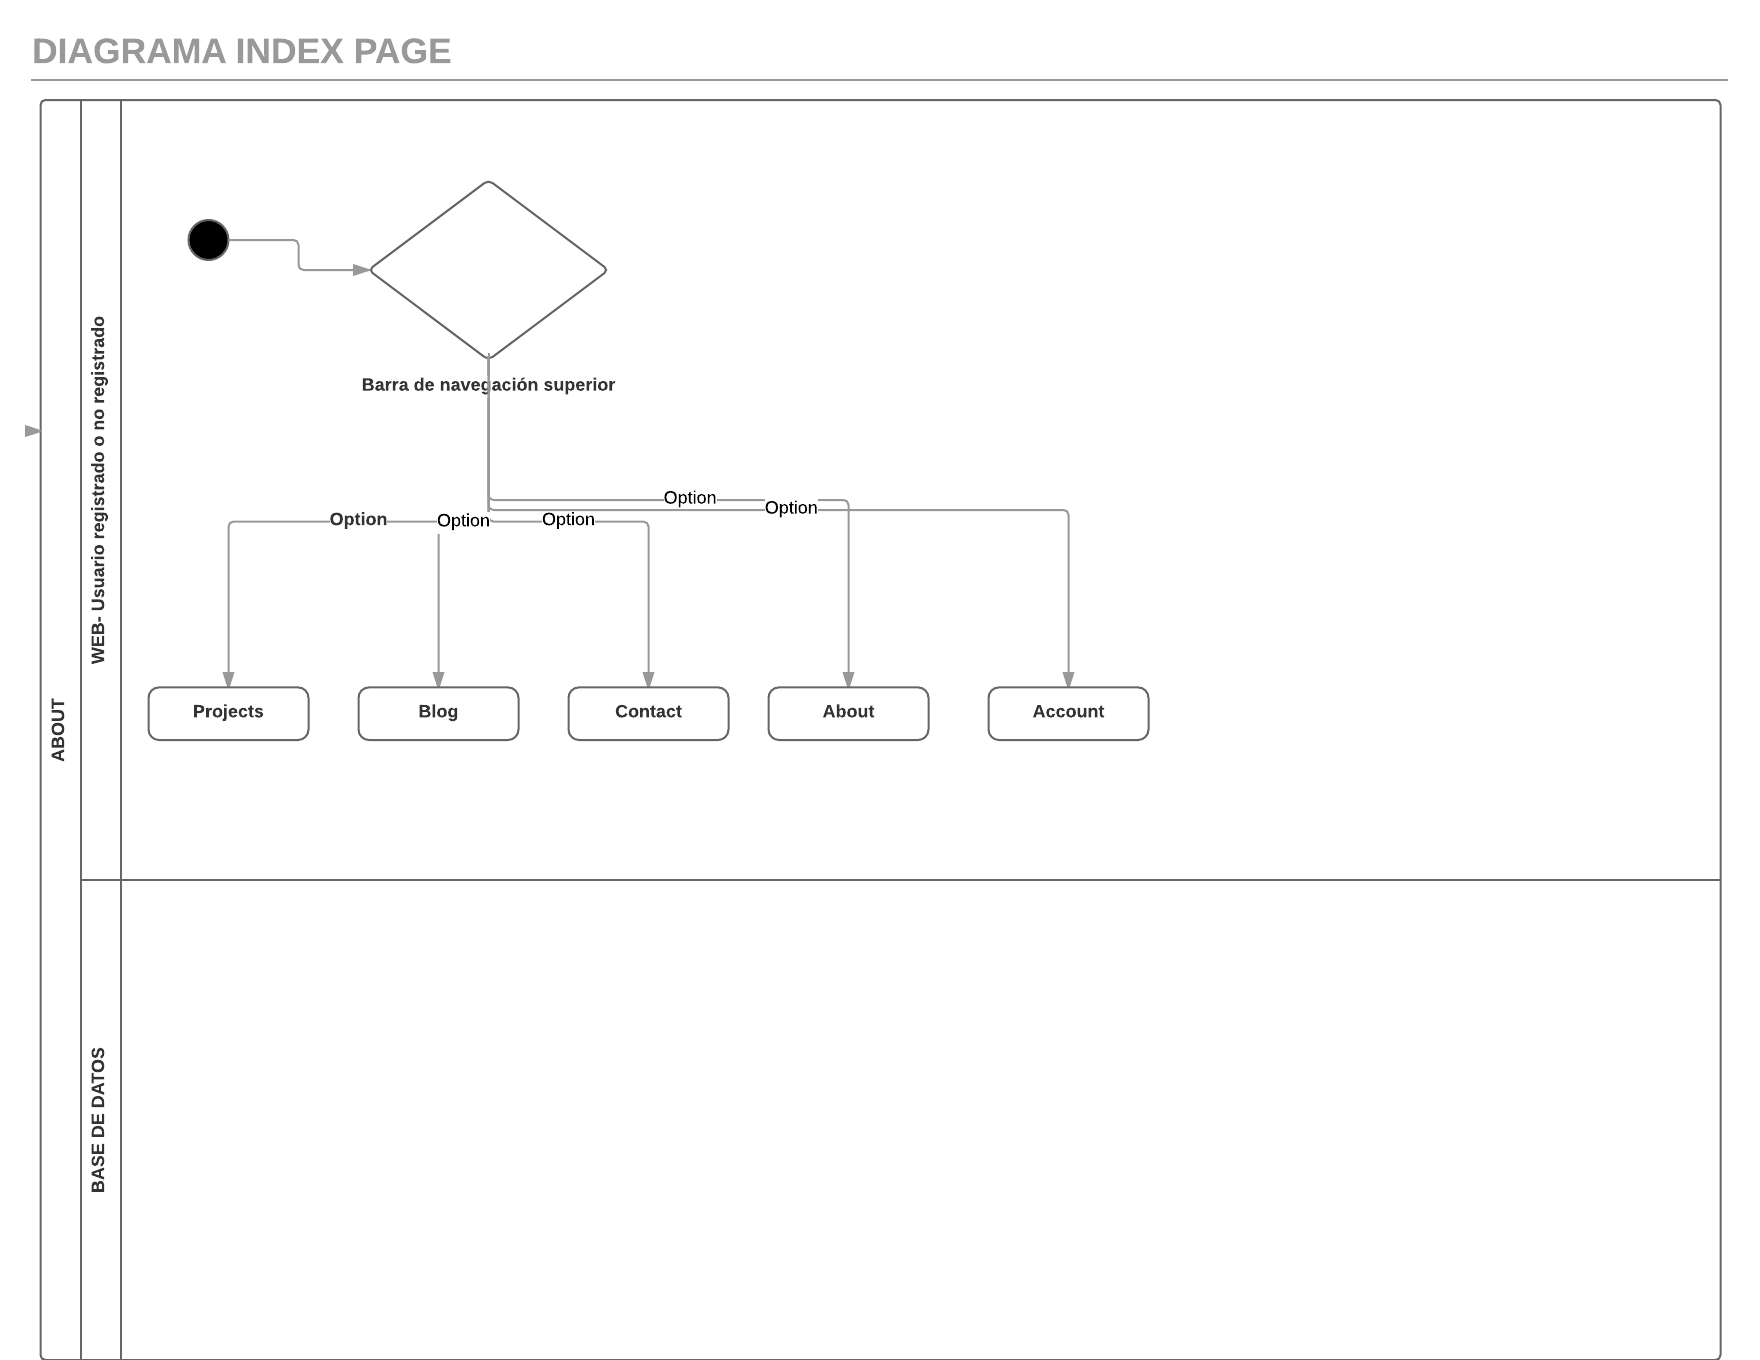 DIAGRAMA INDEX PAGE
ABOUT
WEB- Usuario registrado o no registrado
Barra de navegación superior
Option
Option
Option
Option
Option
Projects
Blog
Contact
About
Account
BASE DE DATOS